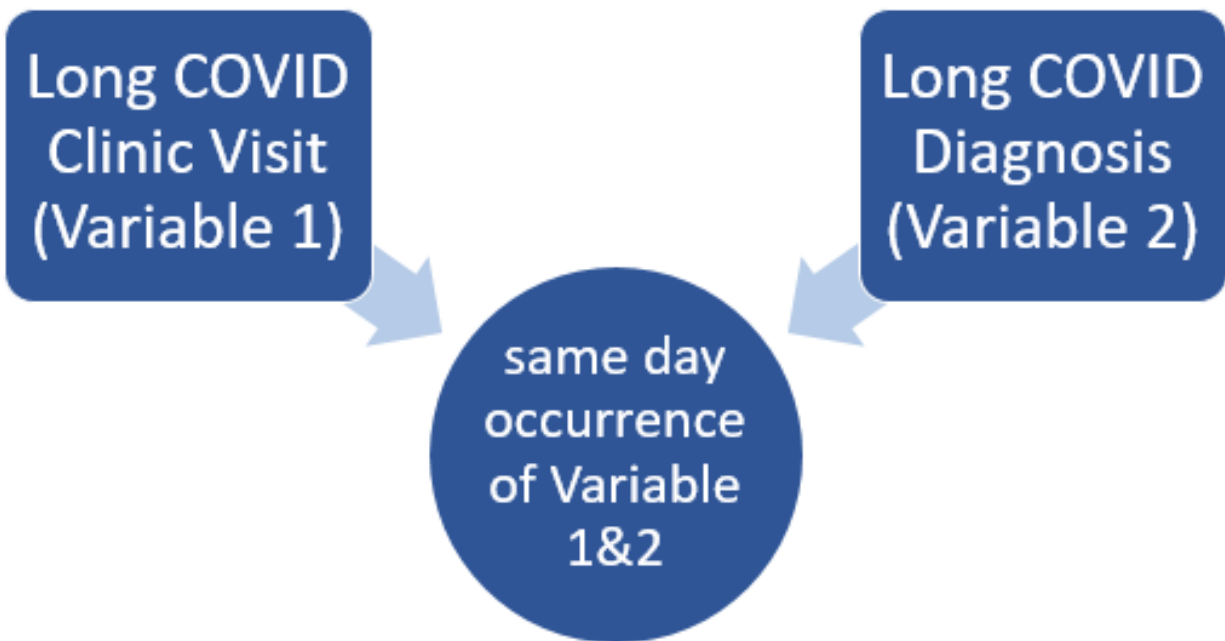 Long COVID
Clinic Visit
(Variable 1)
Long COVID
Diagnosis
(Variable 2)
same day
occurrence
of Variable
1&2